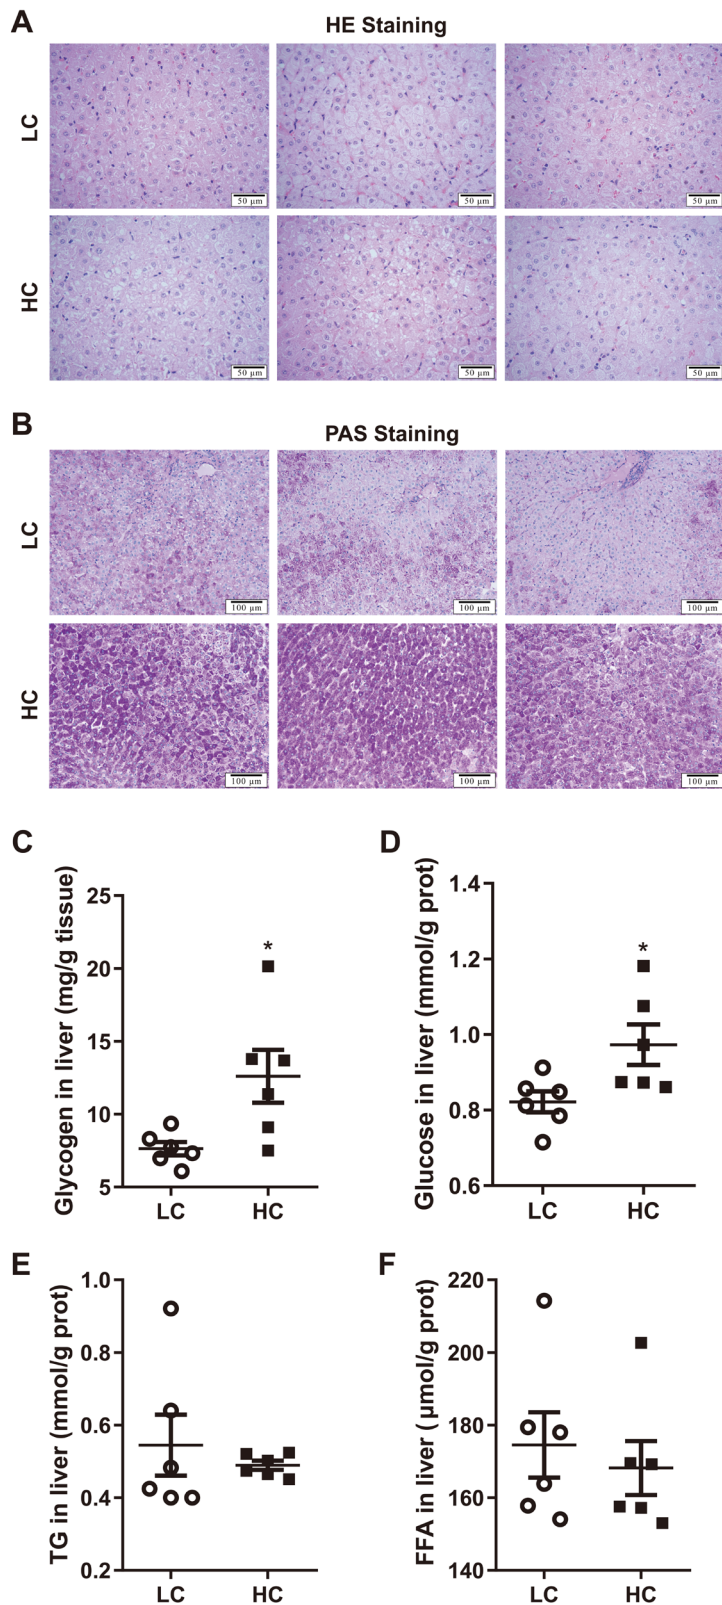 A
HE Staining
LC
50 μm
50 μm
50 μm
HC
50 μm
50 μm
50 μm
B
PAS Staining
LC
100 μm
100 μm
100 μm
HC
100 μm
100 μm
100 μm
C
Glycogen in liver (mg/g tissue)
25
20
15
10
5
*
LC
HC
D
Glucose in liver (mmol/g prot)
1.4
1.2
1.0
0.8
0.6
*
LC
HC
E
TG in liver (mmol/g prot)
1.0
0.8
0.6
0.4
0.2
LC
HC
F
FFA in liver ( μmol/g prot)
220
200
180
160
140
LC
HC